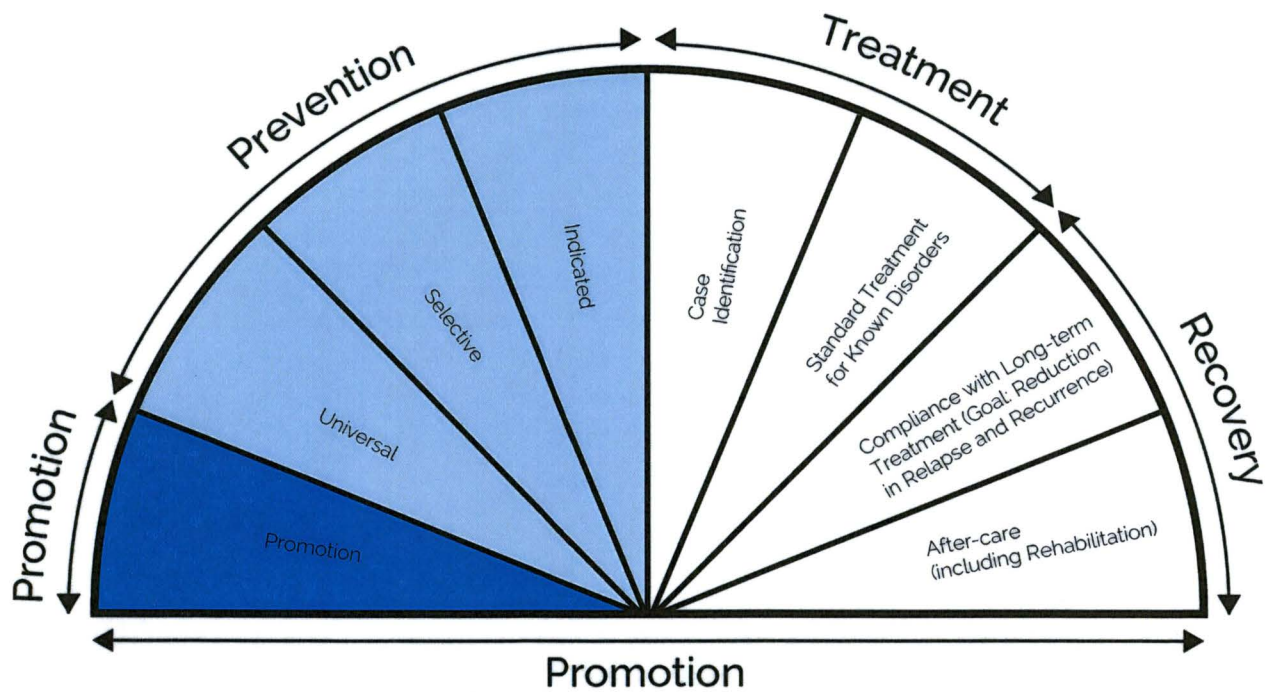 Prevention
Treatment
Recovery
Promotion
Promotion
Universal
Selective
Indicated
Case
Identification
Standard Treatment
for Known Disorders
Compliance with Long-term
Treatment (Goal: Reduction
in Relapse and Recurrence)
After-care
(including Rehabilitation)
Promotion